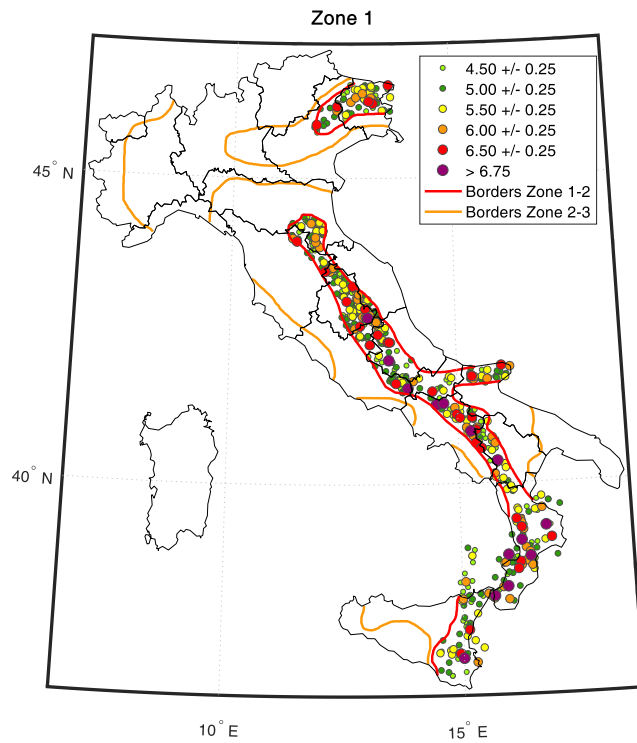 Zone 1
4.50 +/- 0.25
5.00 +/- 0.25
5.50 +/- 0.25
6.00 +/- 0.25
6.50 +/- 0.25
> 6.75
Borders Zone 1-2
Borders Zone 2-3
45° N
40° N
10° E
15° E